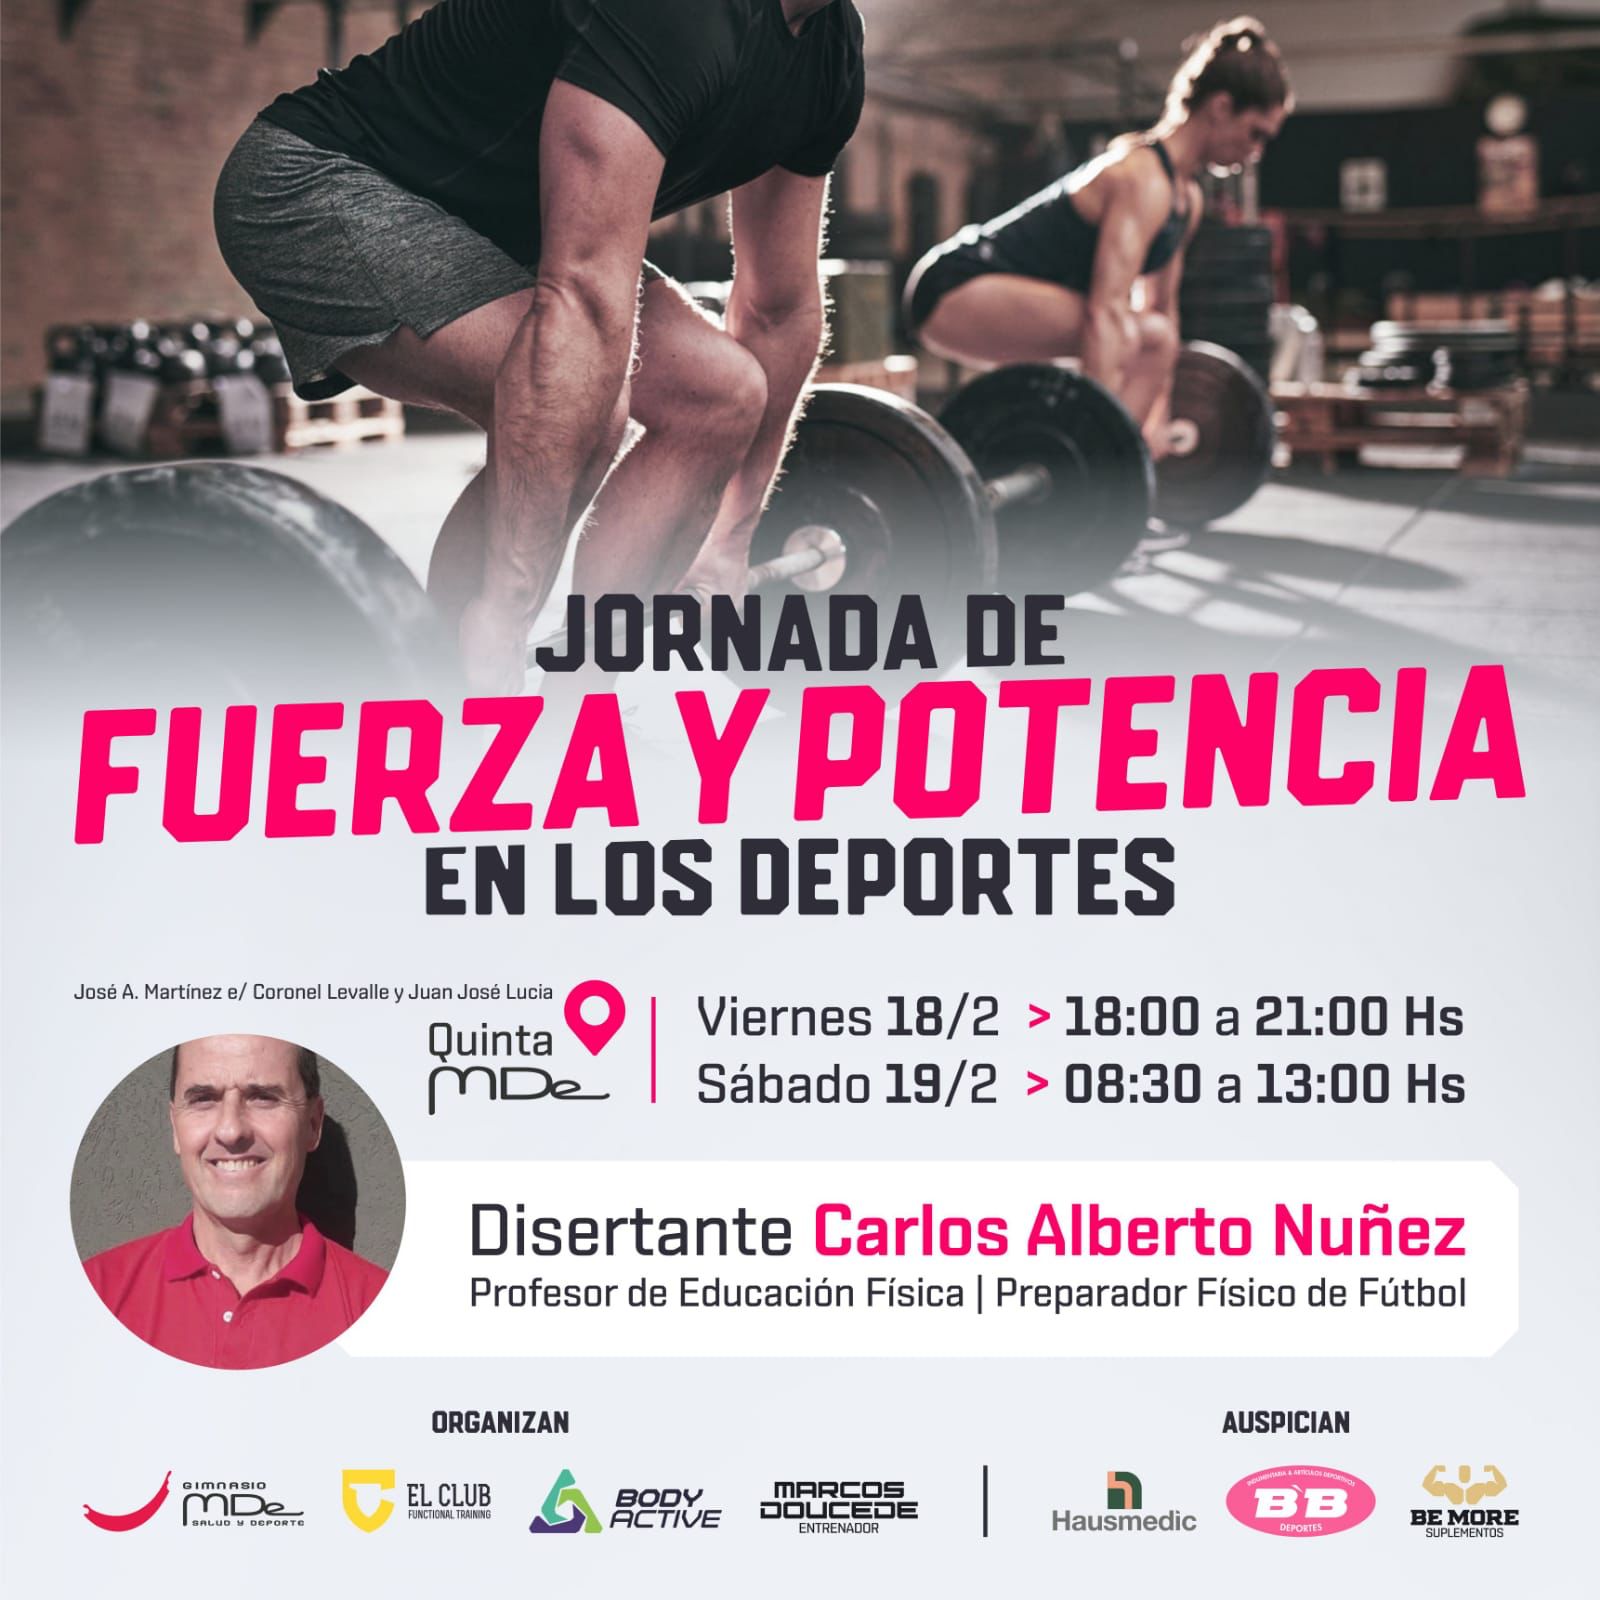 JORNADA DE
FUERZA Y POTENCIA
EN LOS DEPORTES
José A. Martínez e/ Coronel Levalle y Juan José Lucia
Quinta
MDe
Viernes 18/2 > 18:00 a 21:00 Hs
Sábado 19/2 > 08:30 a 13:00 Hs
Disertante Carlos Alberto Nuñez
Profesor de Educación Física | Preparador Físico de Fútbol
ORGANIZAN
GIMNASIO
MDe
SALUD Y DEPORTE
EL CLUB
FUNCTIONAL TRAINING
BODY
ACTIVE
MARCOS
DOUCEDE
ENTRENADOR
AUSPICIAN
Hausmedic
INDUMENTARIA & ARTÍCULOS DEPORTIVOS
B'B
DEPORTES
BE MORE
SUPLEMENTOS